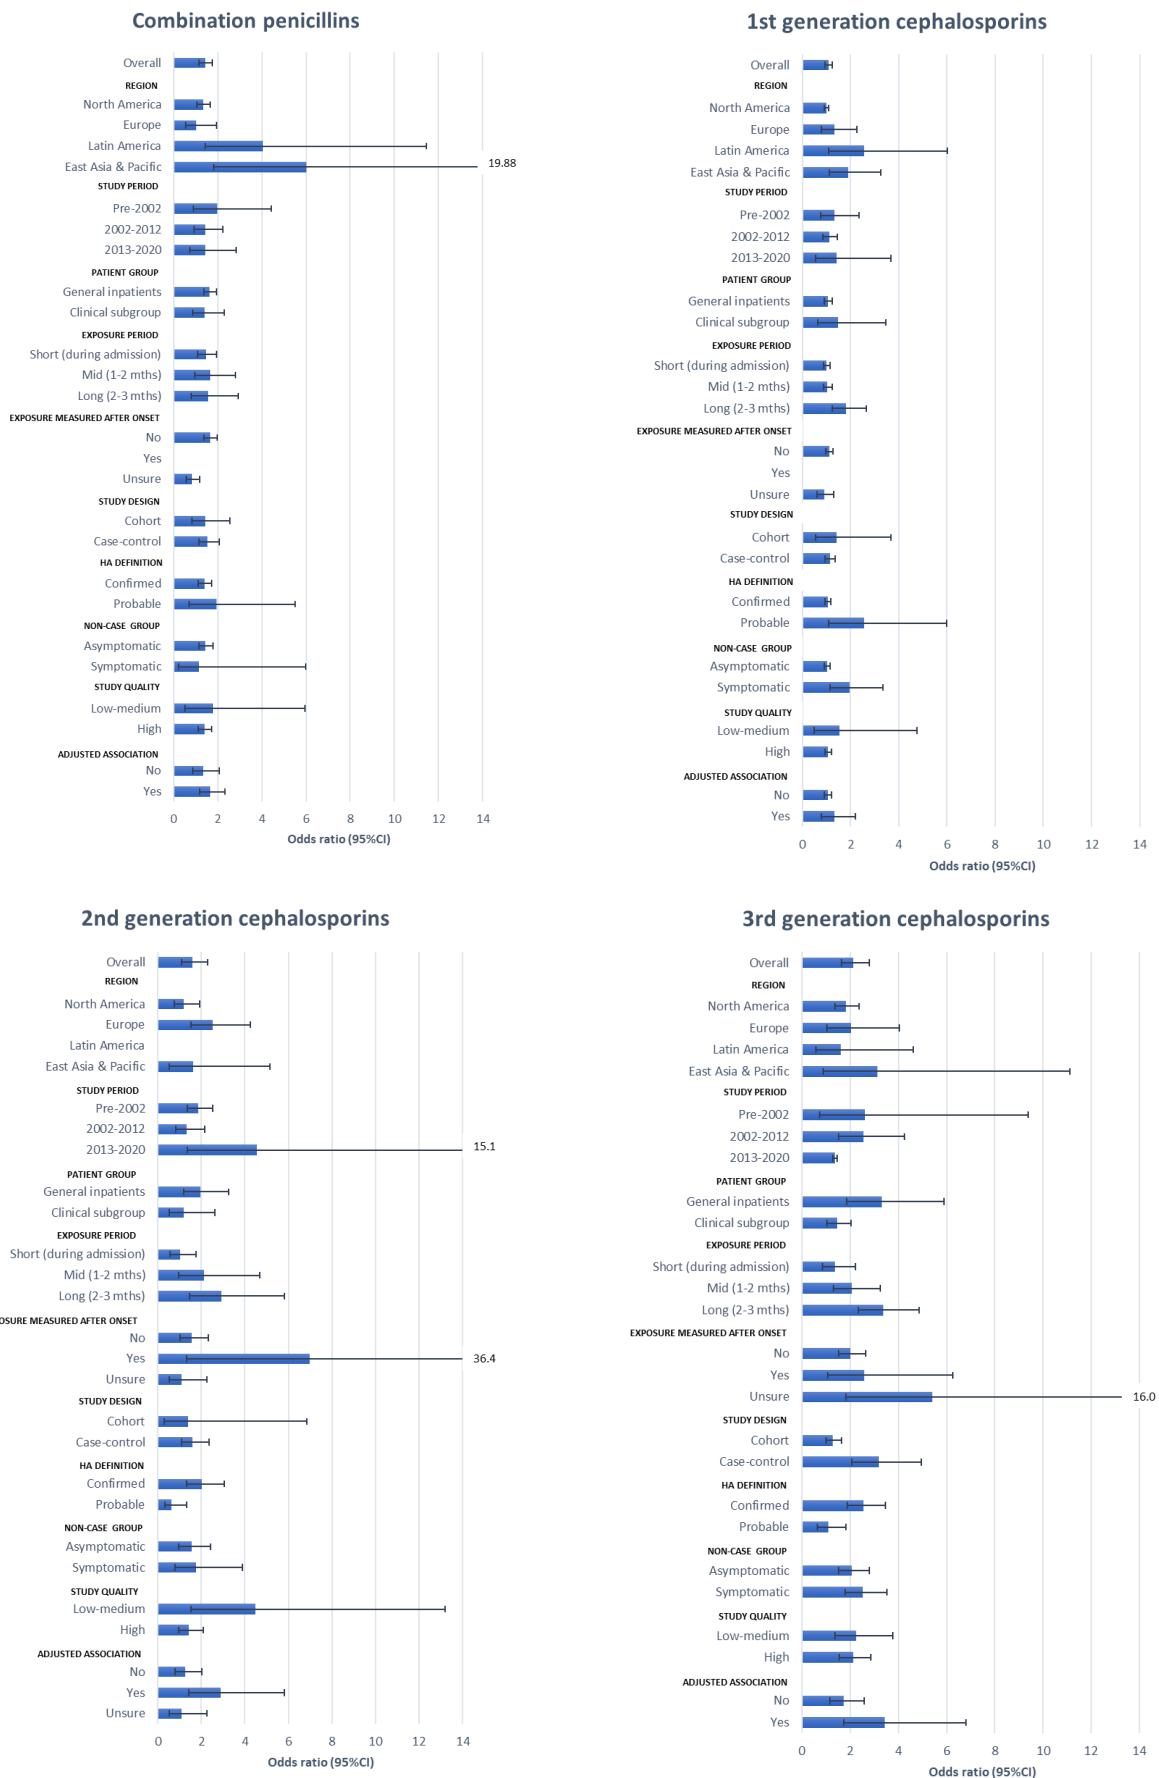 Combination penicillins
Overall
REGION
North America
Europe
Latin America
East Asia & Pacific
19.88
STUDY PERIOD
Pre-2002
2002-2012
2013-2020
PATIENT GROUP
General inpatients
Clinical subgroup
EXPOSURE PERIOD
Short (during admission)
Mid (1-2 mths)
Long (2-3 mths)
EXPOSURE MEASURED AFTER ONSET
No
Yes
Unsure
STUDY DESIGN
Cohort
Case-control
HA DEFINITION
Confirmed
Probable
NON-CASE GROUP
Asymptomatic
Symptomatic
STUDY QUALITY
Low-medium
High
ADJUSTED ASSOCIATION
No
Yes
0 2 4 6 8 10 12 14
Odds ratio (95%CI)
1st generation cephalosporins
Overall
REGION
North America
Europe
Latin America
East Asia & Pacific
STUDY PERIOD
Pre-2002
2002-2012
2013-2020
PATIENT GROUP
General inpatients
Clinical subgroup
EXPOSURE PERIOD
Short (during admission)
Mid (1-2 mths)
Long (2-3 mths)
EXPOSURE MEASURED AFTER ONSET
No
Yes
Unsure
STUDY DESIGN
Cohort
Case-control
HA DEFINITION
Confirmed
Probable
NON-CASE GROUP
Asymptomatic
Symptomatic
STUDY QUALITY
Low-medium
High
ADJUSTED ASSOCIATION
No
Yes
0 2 4 6 8 10 12 14
Odds ratio (95%CI)
2nd generation cephalosporins
Overall
REGION
North America
Europe
Latin America
East Asia & Pacific
STUDY PERIOD
Pre-2002
2002-2012
2013-2020
15.1
PATIENT GROUP
General inpatients
Clinical subgroup
EXPOSURE PERIOD
Short (during admission)
Mid (1-2 mths)
Long (2-3 mths)
OSURE MEASURED AFTER ONSET
No
Yes
36.4
Unsure
STUDY DESIGN
Cohort
Case-control
HA DEFINITION
Confirmed
Probable
NON-CASE GROUP
Asymptomatic
Symptomatic
STUDY QUALITY
Low-medium
High
ADJUSTED ASSOCIATION
No
Yes
Unsure
0 2 4 6 8 10 12 14
Odds ratio (95%CI)
3rd generation cephalosporins
Overall
REGION
North America
Europe
Latin America
East Asia & Pacific
STUDY PERIOD
Pre-2002
2002-2012
2013-2020
PATIENT GROUP
General inpatients
Clinical subgroup
EXPOSURE PERIOD
Short (during admission)
Mid (1-2 mths)
Long (2-3 mths)
EXPOSURE MEASURED AFTER ONSET
No
Yes
Unsure
16.0
STUDY DESIGN
Cohort
Case-control
HA DEFINITION
Confirmed
Probable
NON-CASE GROUP
Asymptomatic
Symptomatic
STUDY QUALITY
Low-medium
High
ADJUSTED ASSOCIATION
No
Yes
0 2 4 6 8 10 12 14
Odds ratio (95%CI)